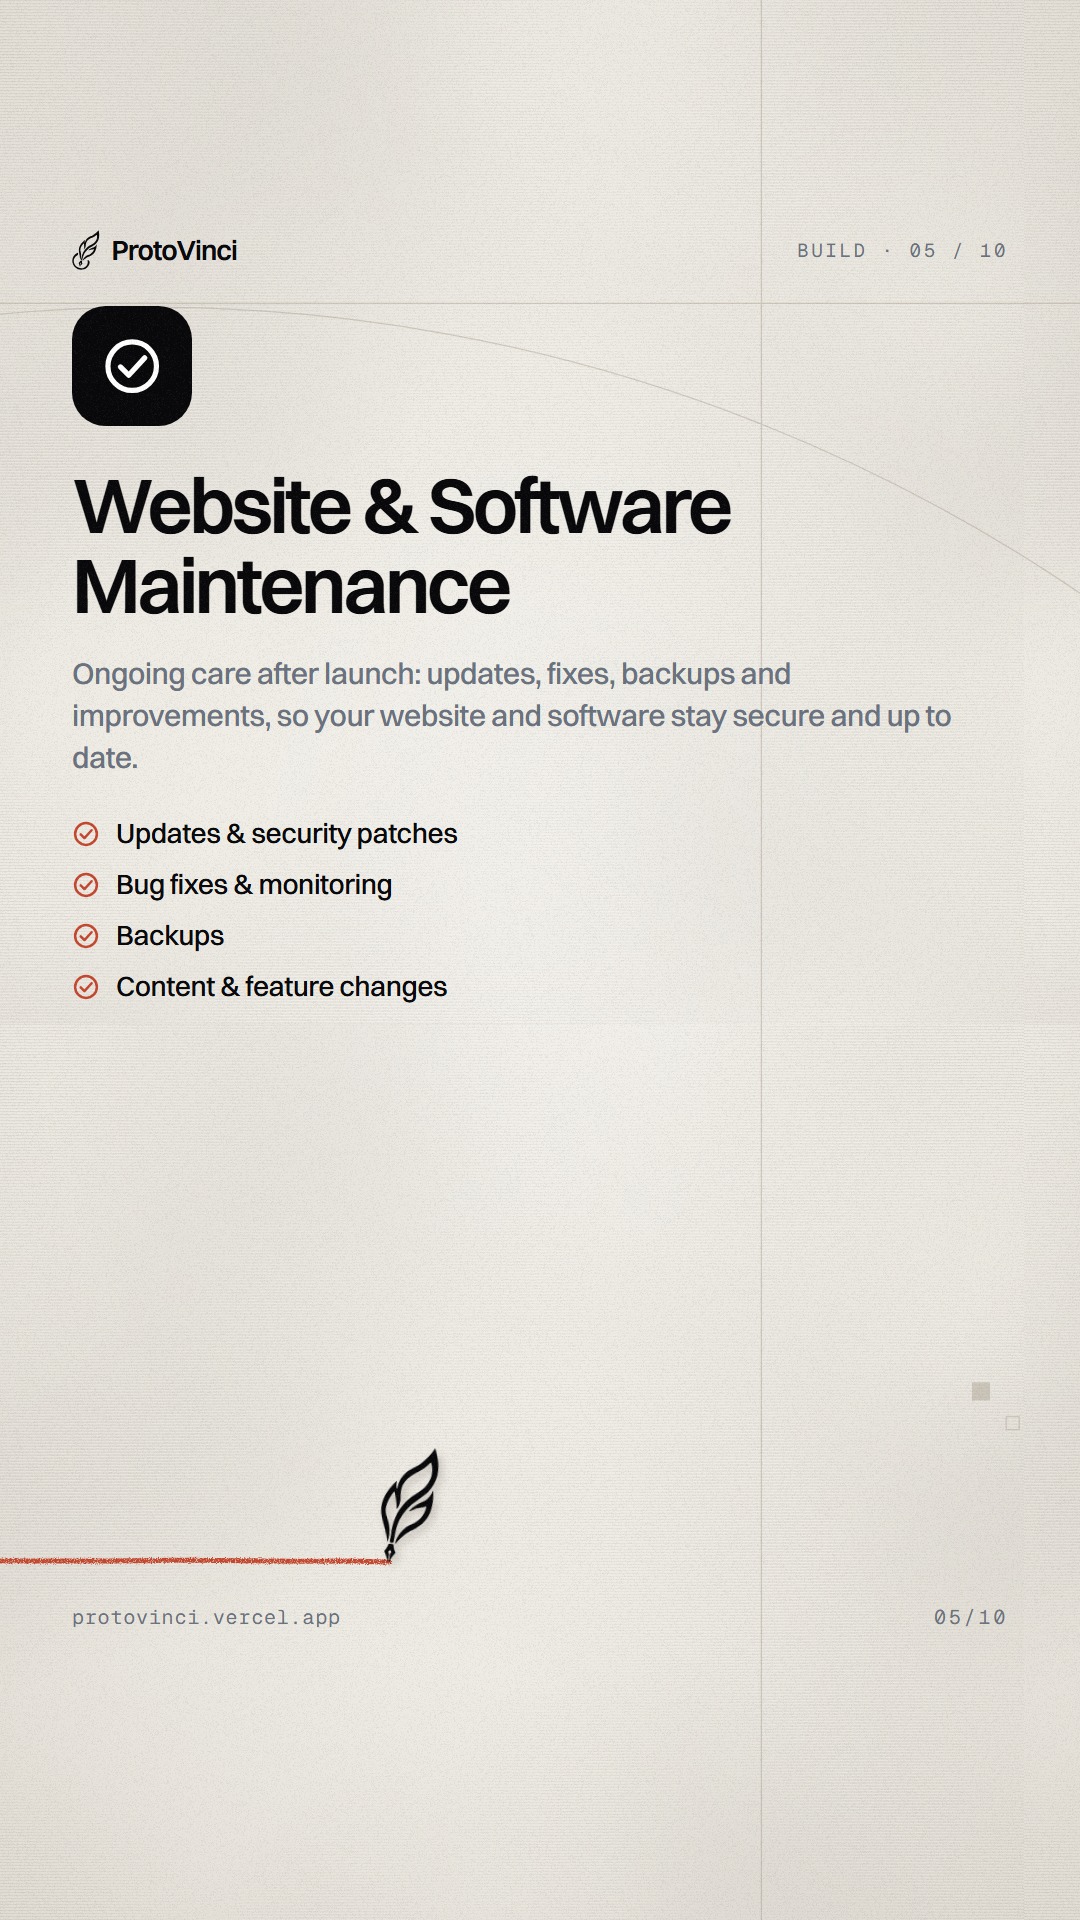 ProtoVinci
BUILD · 05 / 10
Website & Software
Maintenance
Ongoing care after launch: updates, fixes, backups and
improvements, so your website and software stay secure and up to
date.
Updates & security patches
Bug fixes & monitoring
Backups
Content & feature changes
protovinci.vercel.app
05/10